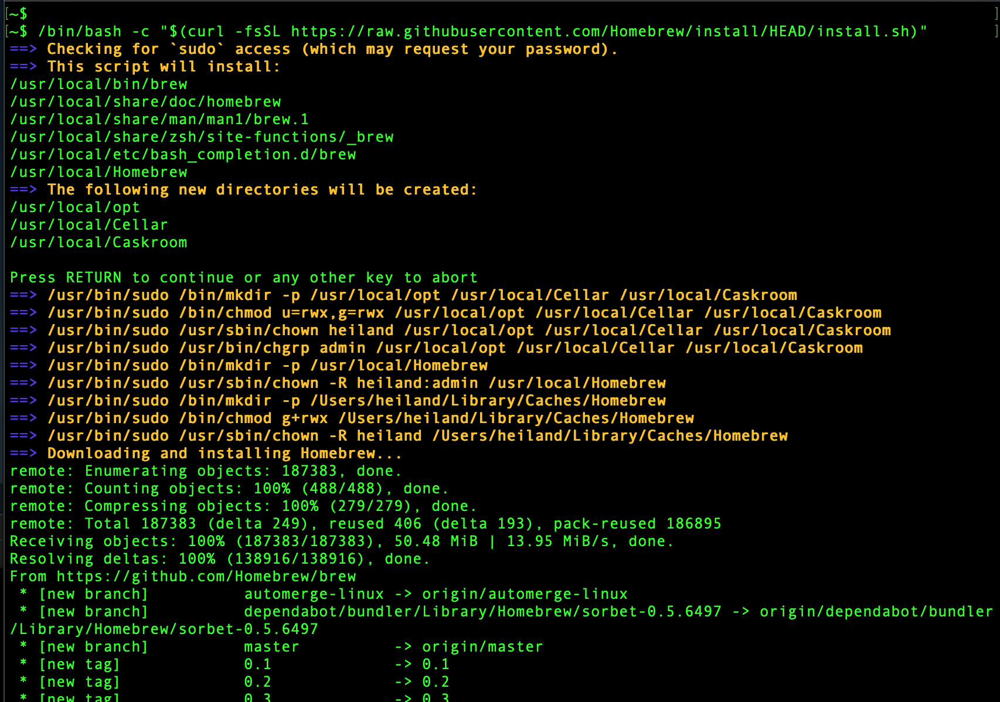 [~$ ]
[~$ /bin/bash -c "$(curl -fsSL https://raw.githubusercontent.com/Homebrew/install/HEAD/install.sh)" ]
==> Checking for `sudo` access (which may request your password).
==> This script will install:
/usr/local/bin/brew
/usr/local/share/doc/homebrew
/usr/local/share/man/man1/brew.1
/usr/local/share/zsh/site-functions/_brew
/usr/local/etc/bash_completion.d/brew
/usr/local/Homebrew
==> The following new directories will be created:
/usr/local/opt
/usr/local/Cellar
/usr/local/Caskroom
Press RETURN to continue or any other key to abort
==> /usr/bin/sudo /bin/mkdir -p /usr/local/opt /usr/local/Cellar /usr/local/Caskroom
==> /usr/bin/sudo /bin/chmod u=rwx,g=rwx /usr/local/opt /usr/local/Cellar /usr/local/Caskroom
==> /usr/bin/sudo /usr/sbin/chown heiland /usr/local/opt /usr/local/Cellar /usr/local/Caskroom
==> /usr/bin/sudo /usr/bin/chgrp admin /usr/local/opt /usr/local/Cellar /usr/local/Caskroom
==> /usr/bin/sudo /bin/mkdir -p /usr/local/Homebrew
==> /usr/bin/sudo /usr/sbin/chown -R heiland:admin /usr/local/Homebrew
==> /usr/bin/sudo /bin/mkdir -p /Users/heiland/Library/Caches/Homebrew
==> /usr/bin/sudo /bin/chmod g+rwx /Users/heiland/Library/Caches/Homebrew
==> /usr/bin/sudo /usr/sbin/chown -R heiland /Users/heiland/Library/Caches/Homebrew
==> Downloading and installing Homebrew...
remote: Enumerating objects: 187383, done.
remote: Counting objects: 100% (488/488), done.
remote: Compressing objects: 100% (279/279), done.
remote: Total 187383 (delta 249), reused 406 (delta 193), pack-reused 186895
Receiving objects: 100% (187383/187383), 50.48 MiB | 13.95 MiB/s, done.
Resolving deltas: 100% (138916/138916), done.
From https://github.com/Homebrew/brew
 * [new branch]          automerge-linux -> origin/automerge-linux
 * [new branch]          dependabot/bundler/Library/Homebrew/sorbet-0.5.6497 -> origin/dependabot/bundler
/Library/Homebrew/sorbet-0.5.6497
 * [new branch]          master          -> origin/master
 * [new tag]             0.1             -> 0.1
 * [new tag]             0.2             -> 0.2
 * [new tag]             0.3             -> 0.3